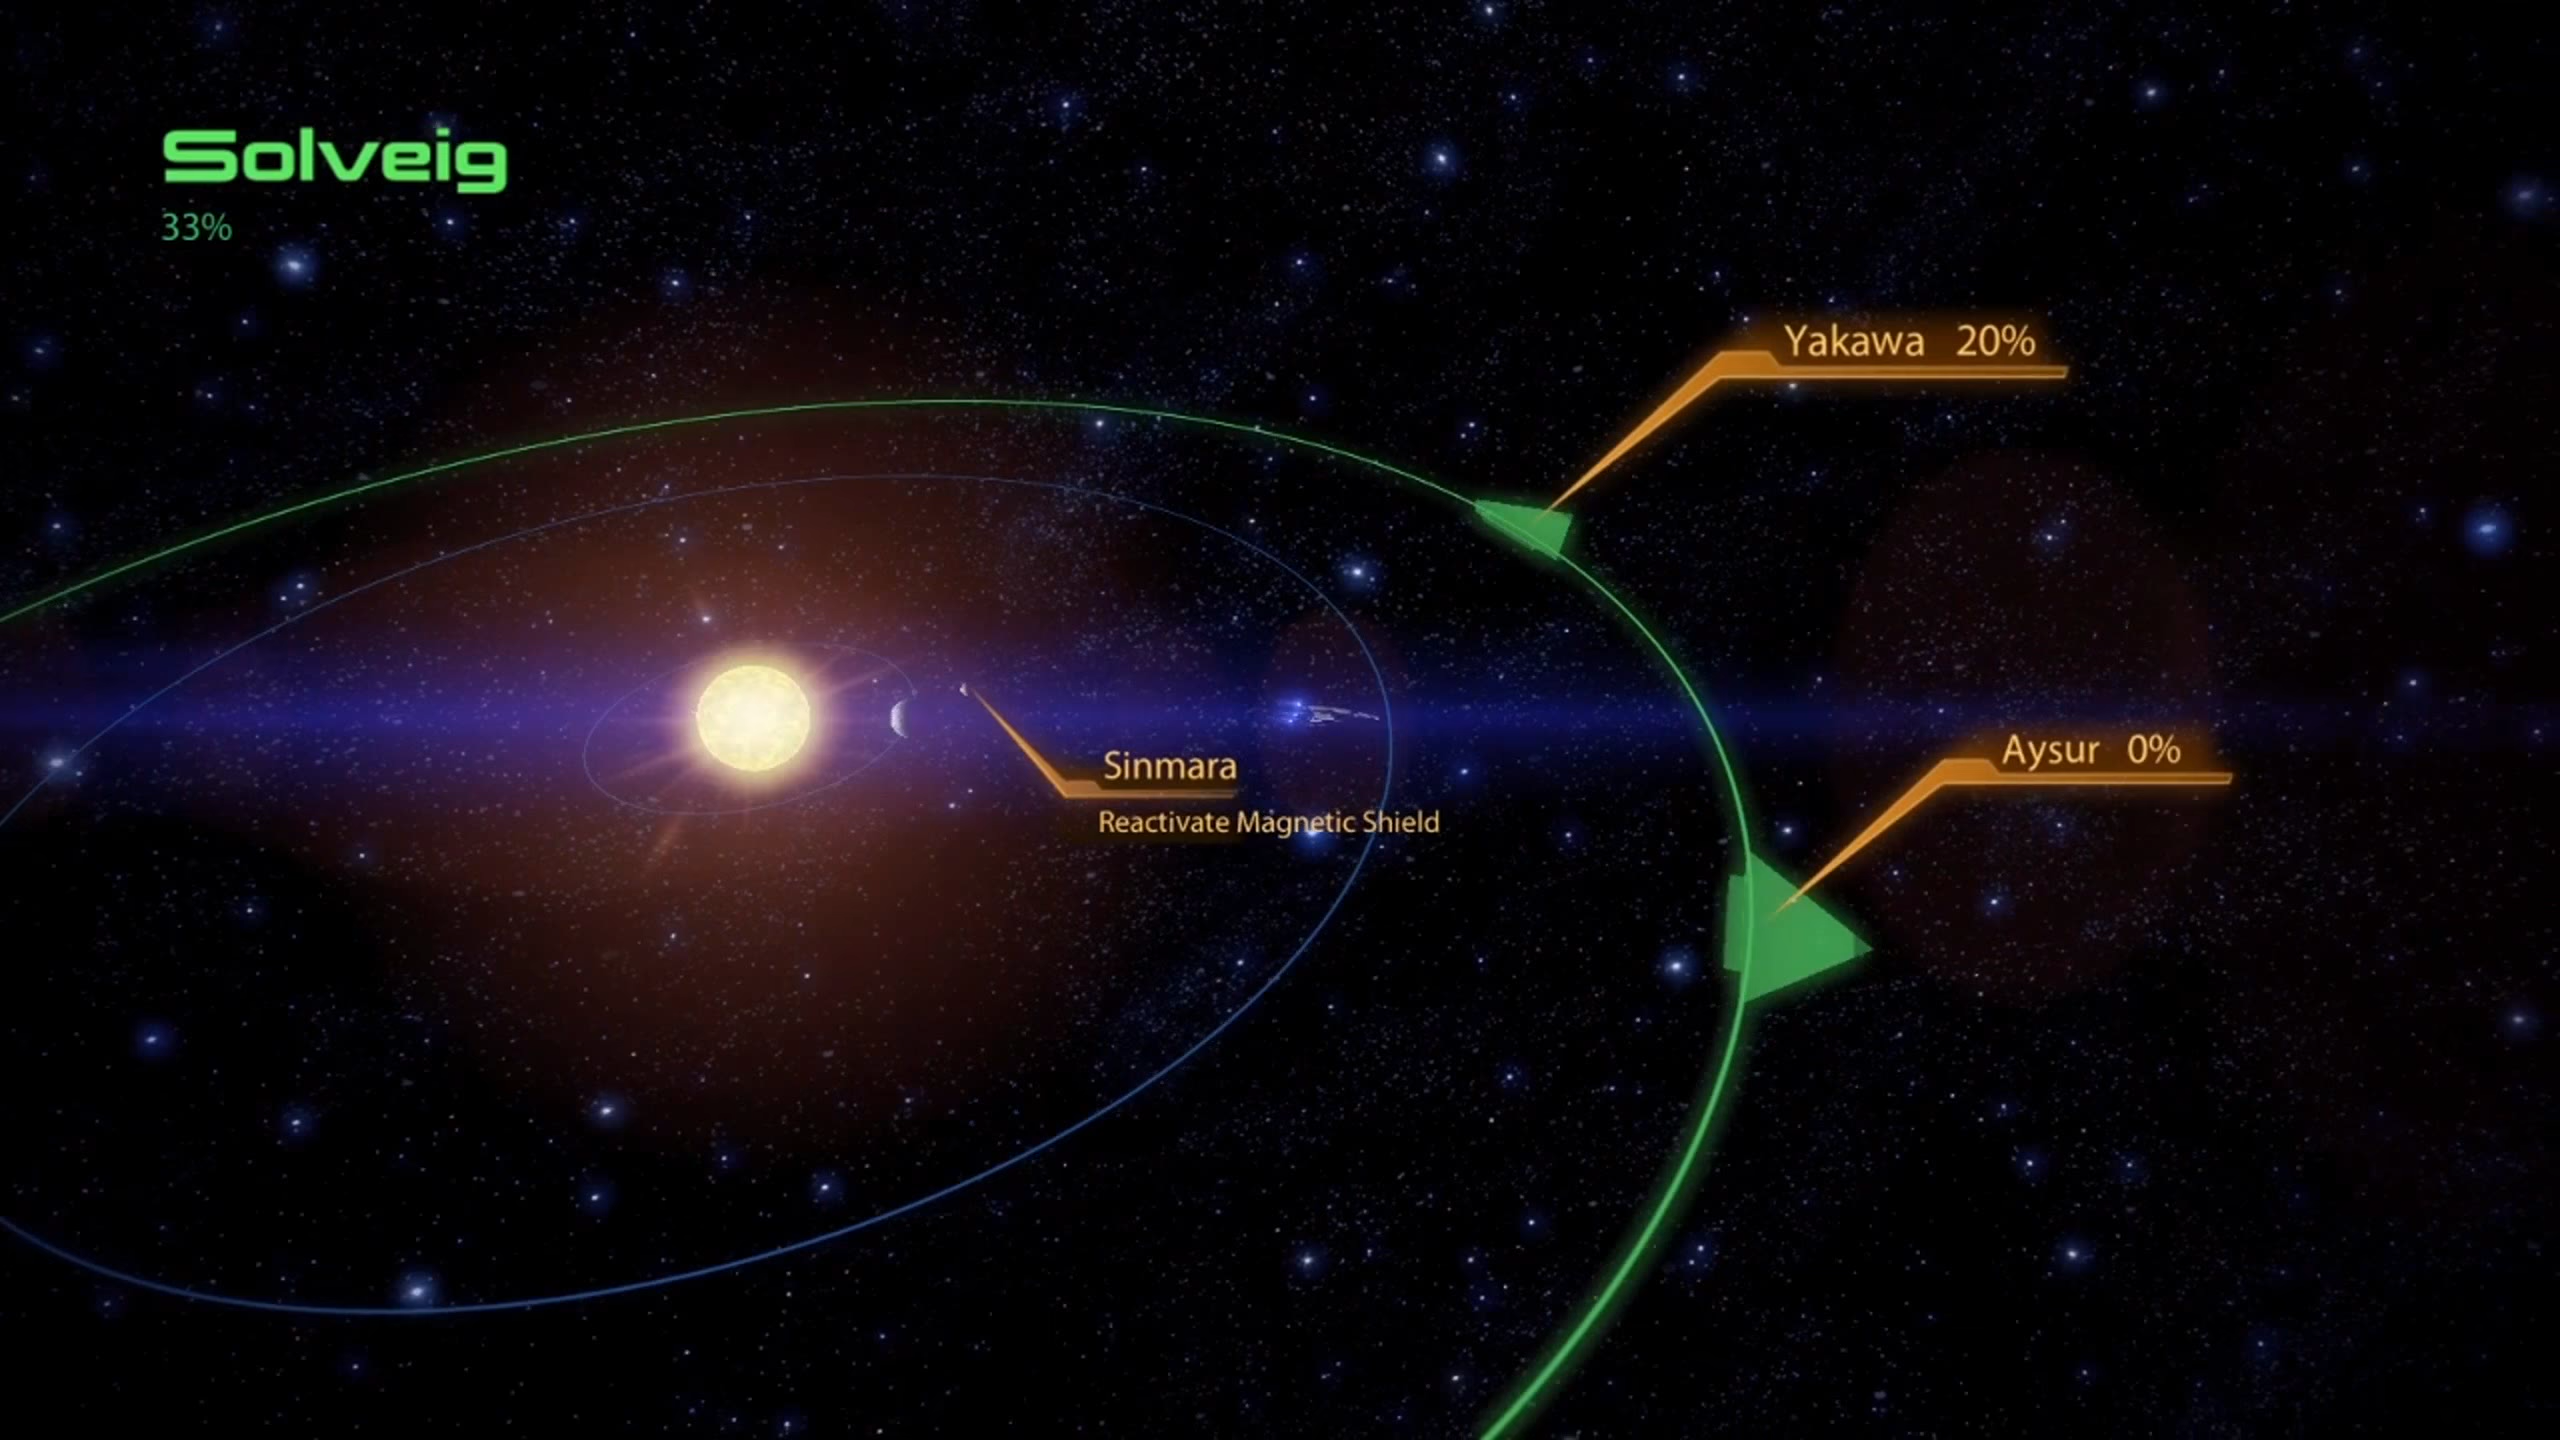 Solveig
33%
Yakawa 20%
Aysur 0%
Sinmara
Reactivate Magnetic Shield